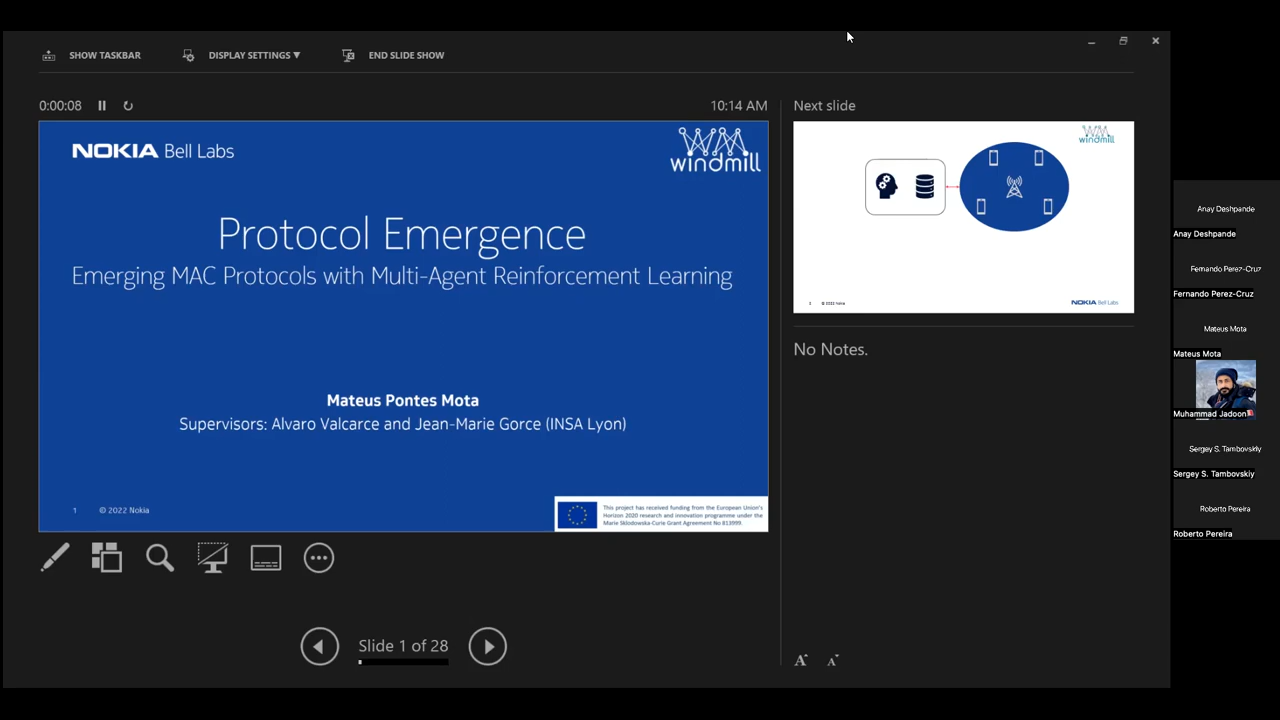 SHOW TASKBAR
DISPLAY SETTINGS ▼
END SLIDE SHOW
0:00:08
10:14 AM
NOKIA Bell Labs
windmill
Protocol Emergence
Emerging MAC Protocols with Multi-Agent Reinforcement Learning
Mateus Pontes Mota
Supervisors: Alvaro Valcarce and Jean-Marie Gorce (INSA Lyon)
1 © 2022 Nokia
This project has received funding from the European Union's
Horizon 2020 research and innovation programme under the
Marie Skłodowska-Curie Grant Agreement No 813999.
Slide 1 of 28
Next slide
windmill
2 © 2022 Nokia
NOKIA Bell Labs
No Notes.
A A
Anay Deshpande
Anay Deshpande
Fernando Perez-Cruz
Fernando Perez-Cruz
Mateus Mota
Mateus Mota
Muhammad Jadoon
Sergey S. Tambovskiy
Sergey S. Tambovskiy
Roberto Pereira
Roberto Pereira